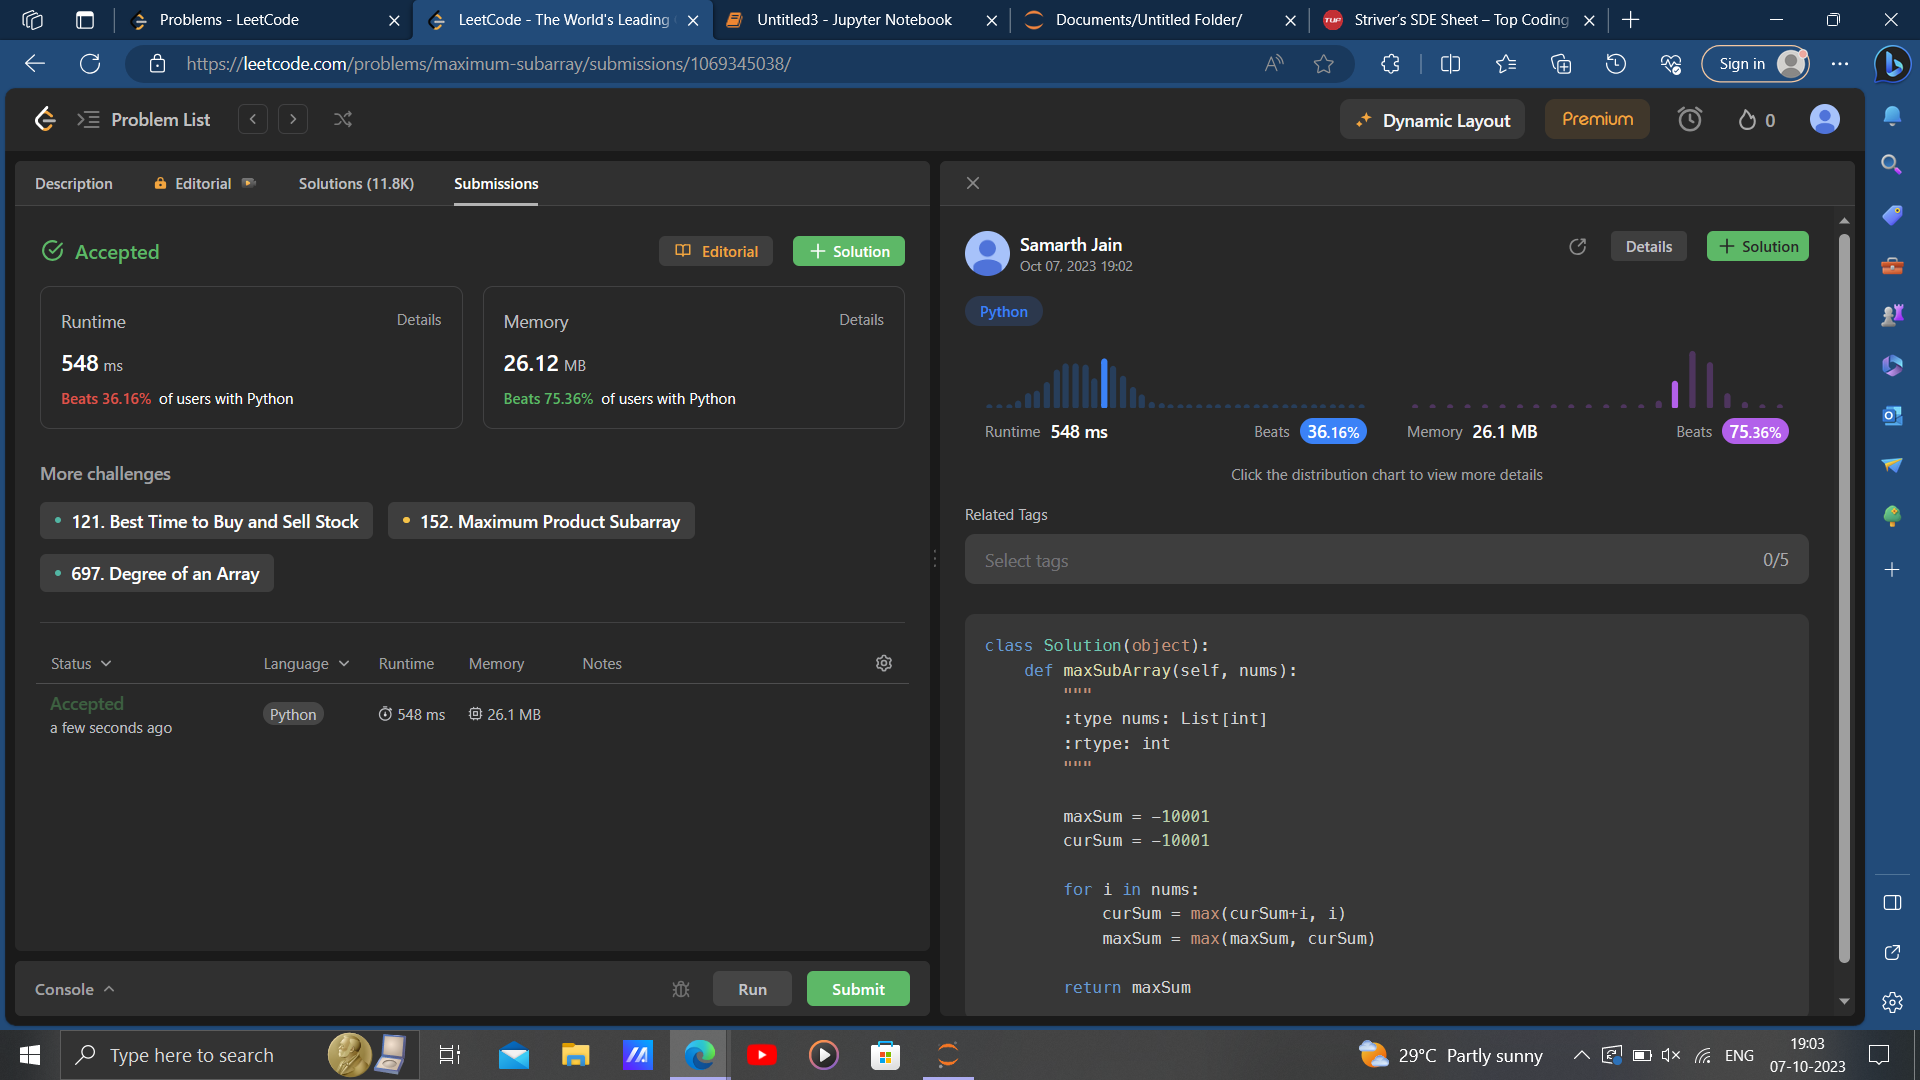 Problems - LeetCode
LeetCode - The World's Leading
Untitled3 - Jupyter Notebook
Documents/Untitled Folder/
Striver's SDE Sheet – Top Coding
https://leetcode.com/problems/maximum-subarray/submissions/1069345038/
Sign in
Problem List
Dynamic Layout
Premium
0
Description
Editorial
Solutions (11.8K)
Submissions
Accepted
Editorial
Solution
Runtime
Details
548 ms
Beats 36.16% of users with Python
Memory
Details
26.12 MB
Beats 75.36% of users with Python
More challenges
121. Best Time to Buy and Sell Stock
152. Maximum Product Subarray
697. Degree of an Array
Status
Language
Runtime
Memory
Notes
Accepted
a few seconds ago
Python
548 ms
26.1 MB
Console
Run
Submit
Samarth Jain
Oct 07, 2023 19:02
Details
Solution
Python
Runtime 548 ms
Beats 36.16%
Memory 26.1 MB
Beats 75.36%
Click the distribution chart to view more details
Related Tags
Select tags
0/5
class Solution(object):
def maxSubArray(self, nums):
"""
:type nums: List[int]
:rtype: int
"""
maxSum = -10001
curSum = -10001
for i in nums:
curSum = max(curSum+i, i)
maxSum = max(maxSum, curSum)
return maxSum
Type here to search
29°C Partly sunny
ENG
19:03
07-10-2023